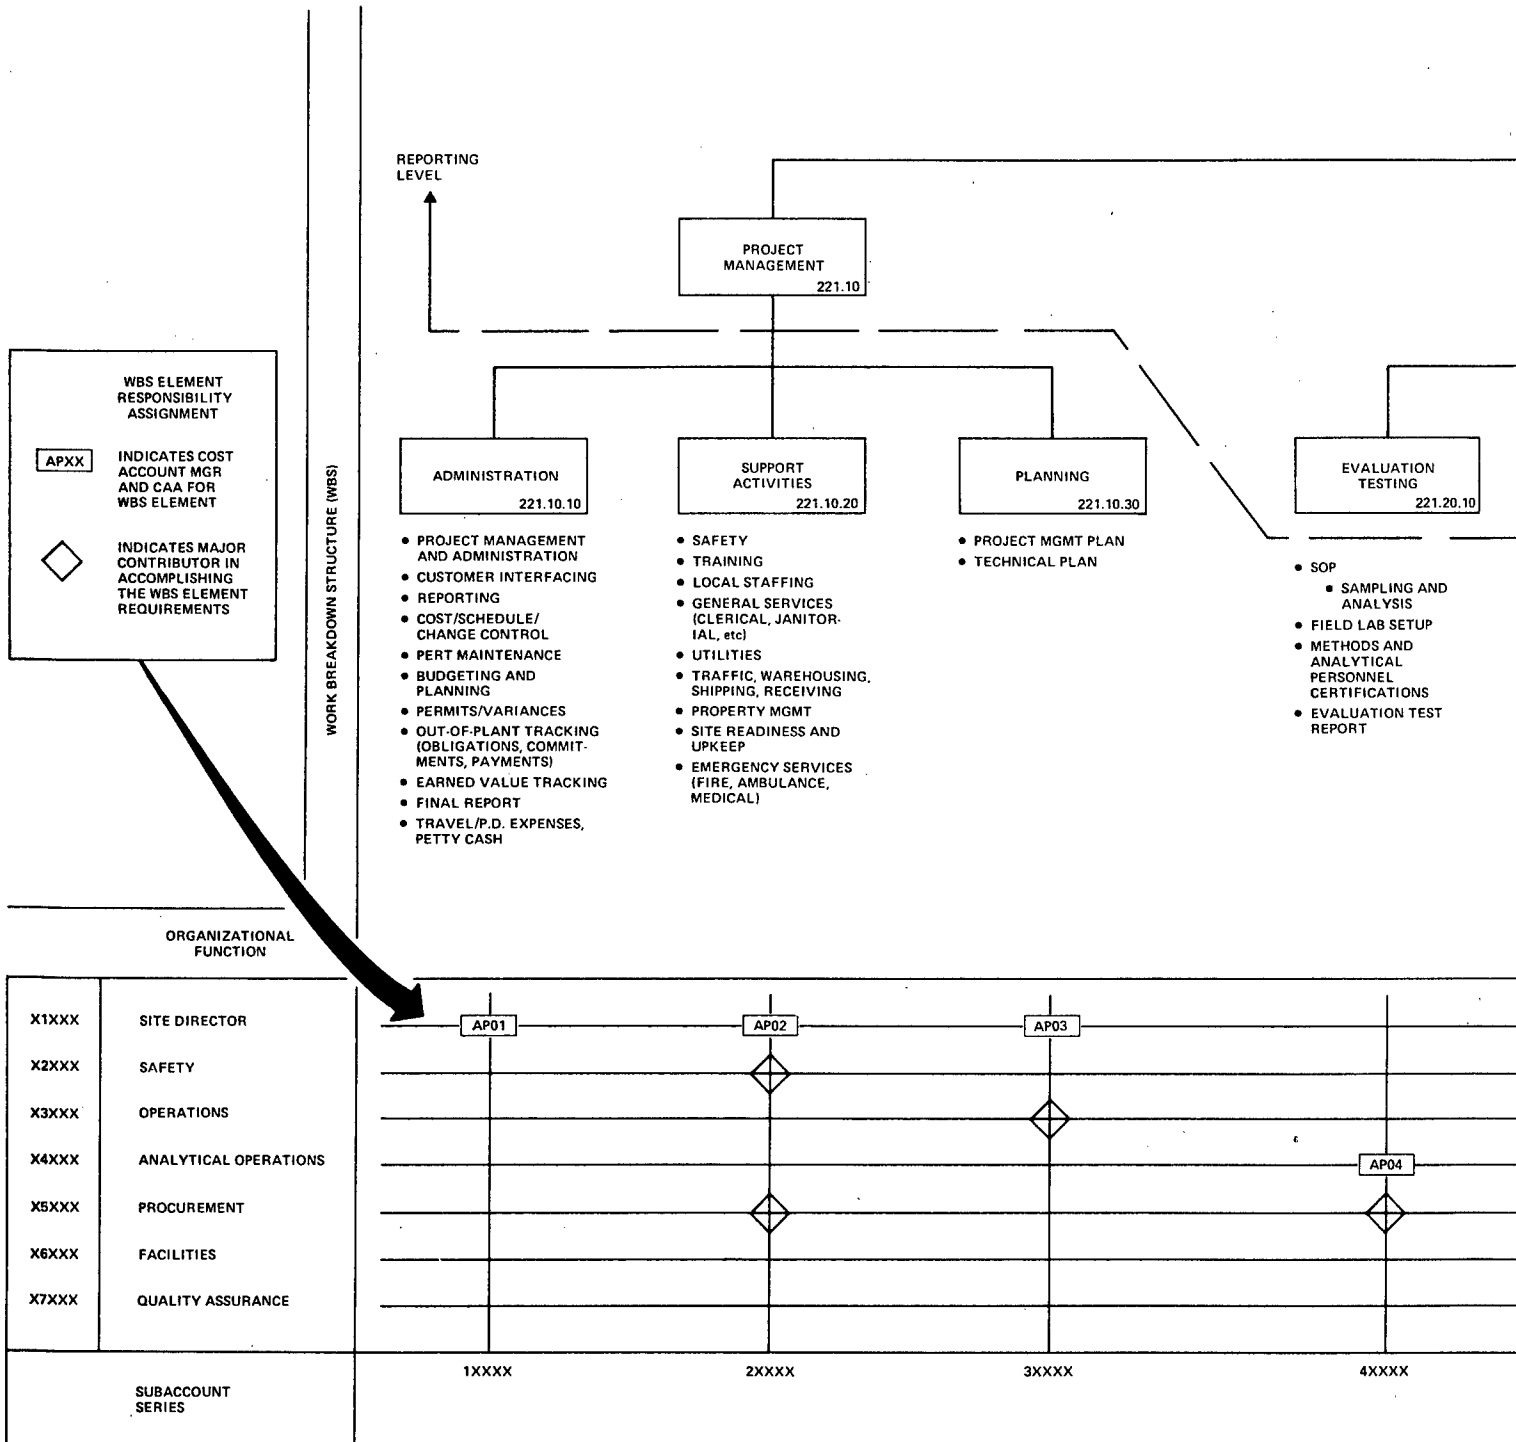 REPORTING
LEVEL
PROJECT
MANAGEMENT
221.10
WBS ELEMENT
RESPONSIBILITY
ASSIGNMENT
APXX
INDICATES COST
ACCOUNT MGR
AND CAA FOR
WBS ELEMENT
INDICATES MAJOR
CONTRIBUTOR IN
ACCOMPLISHING
THE WBS ELEMENT
REQUIREMENTS
WORK BREAKDOWN STRUCTURE (WBS)
ADMINISTRATION
221.10.10
• PROJECT MANAGEMENT
AND ADMINISTRATION
• CUSTOMER INTERFACING
• REPORTING
• COST/SCHEDULE/
CHANGE CONTROL
• PERT MAINTENANCE
• BUDGETING AND
PLANNING
• PERMITS/VARIANCES
• OUT-OF-PLANT TRACKING
(OBLIGATIONS, COMMIT-
MENTS, PAYMENTS)
• EARNED VALUE TRACKING
• FINAL REPORT
• TRAVEL/P.D. EXPENSES,
PETTY CASH
SUPPORT
ACTIVITIES
221.10.20
• SAFETY
• TRAINING
• LOCAL STAFFING
• GENERAL SERVICES
(CLERICAL, JANITOR-
IAL, etc)
• UTILITIES
• TRAFFIC, WAREHOUSING,
SHIPPING, RECEIVING
• PROPERTY MGMT
• SITE READINESS AND
UPKEEP
• EMERGENCY SERVICES
(FIRE, AMBULANCE,
MEDICAL)
PLANNING
221.10.30
• PROJECT MGMT PLAN
• TECHNICAL PLAN
EVALUATION
TESTING
221.20.10
• SOP
• SAMPLING AND
ANALYSIS
• FIELD LAB SETUP
• METHODS AND
ANALYTICAL
PERSONNEL
CERTIFICATIONS
• EVALUATION TEST
REPORT
ORGANIZATIONAL
FUNCTION
X1XXX SITE DIRECTOR AP01 AP02 AP03
X2XXX SAFETY
X3XXX OPERATIONS
X4XXX ANALYTICAL OPERATIONS AP04
X5XXX PROCUREMENT
X6XXX FACILITIES
X7XXX QUALITY ASSURANCE
1XXXX 2XXXX 3XXXX 4XXXX
SUBACCOUNT
SERIES